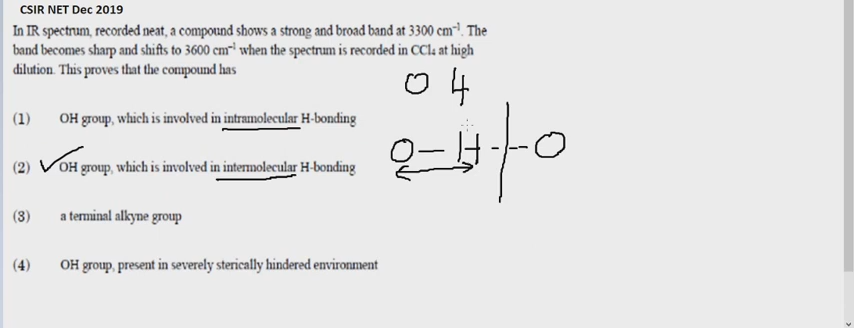 CSIR NET Dec 2019
In IR spectrum, recorded neat, a compound shows a strong and broad band at 3300 cm⁻¹. The
band becomes sharp and shifts to 3600 cm⁻¹ when the spectrum is recorded in CCl₄ at high
dilution. This proves that the compound has
O H
(1) OH group, which is involved in intramolecular H-bonding
O—H---O
(2) OH group, which is involved in intermolecular H-bonding
(3) a terminal alkyne group
(4) OH group, present in severely sterically hindered environment